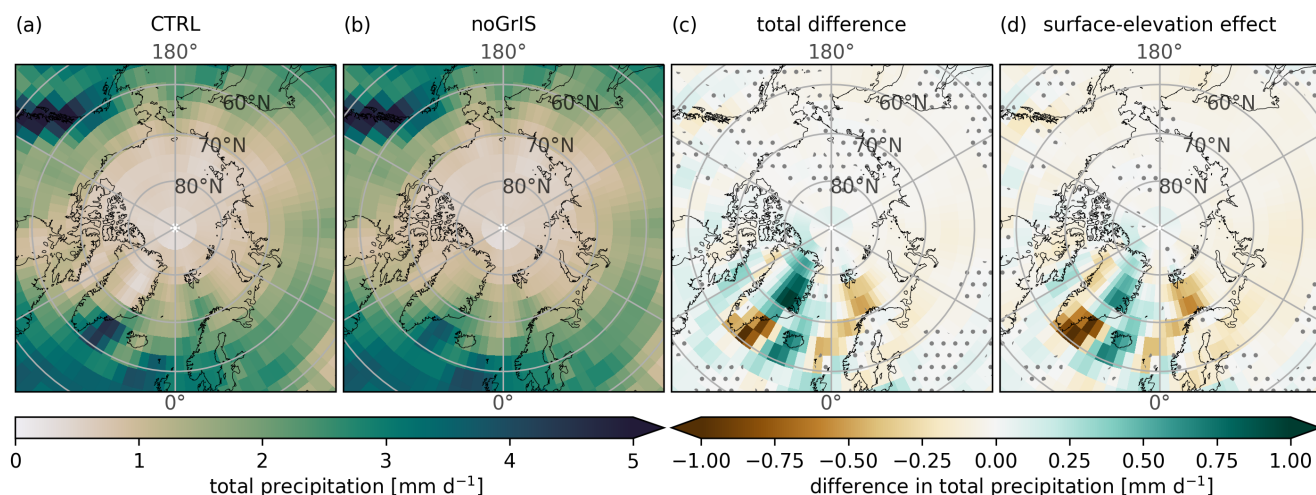 (a) CTRL
180°
60°N
70°N
80°N
0°
(b) noGrIS
180°
60°N
70°N
80°N
0°
(c) total difference
180°
60°N
70°N
80°N
0°
(d) surface-elevation effect
180°
60°N
70°N
80°N
0°
0 1 2 3 4 5
total precipitation [mm d⁻¹]
−1.00 −0.75 −0.50 −0.25 0.00 0.25 0.50 0.75 1.00
difference in total precipitation [mm d⁻¹]